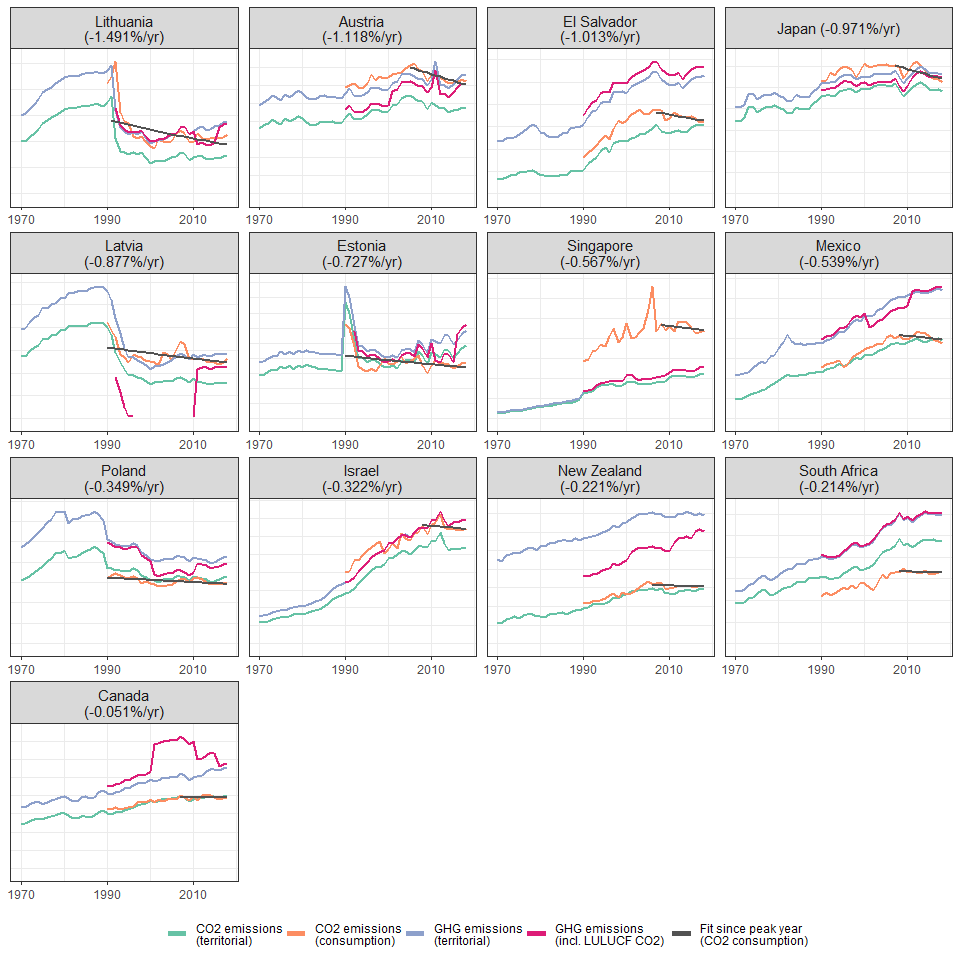 Lithuania
(-1.491%/yr)
Austria
(-1.118%/yr)
El Salvador
(-1.013%/yr)
Japan (-0.971%/yr)
1970 1990 2010
1970 1990 2010
1970 1990 2010
1970 1990 2010
Latvia
(-0.877%/yr)
Estonia
(-0.727%/yr)
Singapore
(-0.567%/yr)
Mexico
(-0.539%/yr)
1970 1990 2010
1970 1990 2010
1970 1990 2010
1970 1990 2010
Poland
(-0.349%/yr)
Israel
(-0.322%/yr)
New Zealand
(-0.221%/yr)
South Africa
(-0.214%/yr)
1970 1990 2010
1970 1990 2010
1970 1990 2010
1970 1990 2010
Canada
(-0.051%/yr)
1970 1990 2010
CO2 emissions
(territorial)
CO2 emissions
(consumption)
GHG emissions
(territorial)
GHG emissions
(incl. LULUCF CO2)
Fit since peak year
(CO2 consumption)